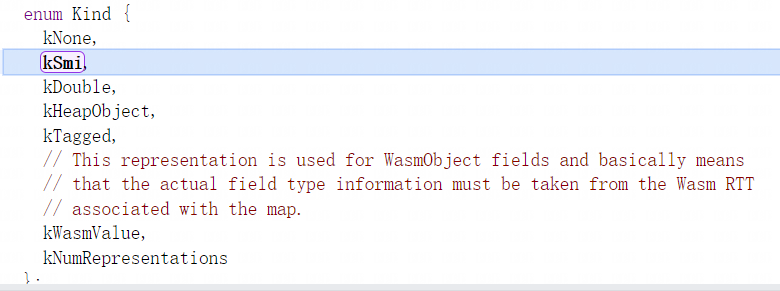 enum Kind {
kNone,
kSmi,
kDouble,
kHeapObject,
kTagged,
// This representation is used for WasmObject fields and basically means
// that the actual field type information must be taken from the Wasm RTT
// associated with the map.
kWasmValue,
kNumRepresentations
};